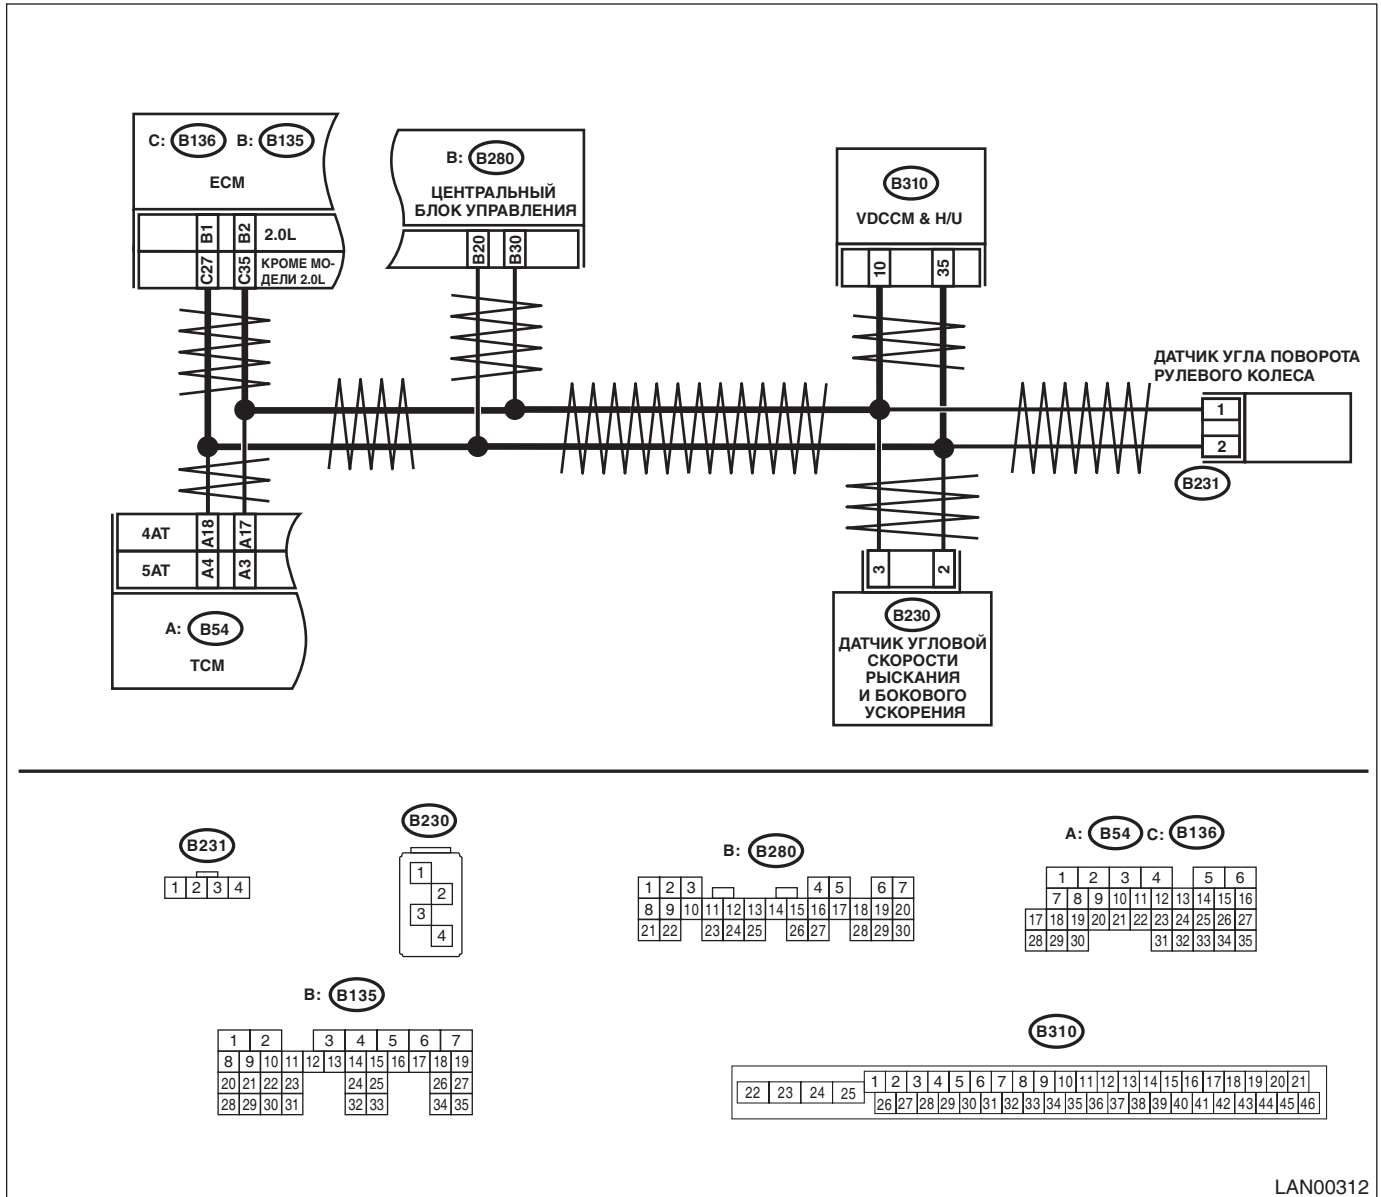 C: B136 B: B135
ECM
B1 B2 2.0L
C27 C35 КРОМЕ МО-
ДЕЛИ 2.0L
B: B280
ЦЕНТРАЛЬНЫЙ
БЛОК УПРАВЛЕНИЯ
B20 B30
B310
VDCCM & H/U
10 35
ДАТЧИК УГЛА ПОВОРОТА
РУЛЕВОГО КОЛЕСА
1
2
B231
4AT A18 A17
5AT A4 A3
A: B54
TCM
3 2
B230
ДАТЧИК УГЛОВОЙ
СКОРОСТИ
РЫСКАНИЯ
И БОКОВОГО
УСКОРЕНИЯ
B231
1 2 3 4
B230
1
2
3
4
B: B280
1 2 3 4 5 6 7
8 9 10 11 12 13 14 15 16 17 18 19 20
21 22 23 24 25 26 27 28 29 30
A: B54 C: B136
1 2 3 4 5 6
7 8 9 10 11 12 13 14 15 16
17 18 19 20 21 22 23 24 25 26 27
28 29 30 31 32 33 34 35
B: B135
1 2 3 4 5 6 7
8 9 10 11 12 13 14 15 16 17 18 19
20 21 22 23 24 25 26 27
28 29 30 31 32 33 34 35
B310
22 23 24 25 1 2 3 4 5 6 7 8 9 10 11 12 13 14 15 16 17 18 19 20 21
26 27 28 29 30 31 32 33 34 35 36 37 38 39 40 41 42 43 44 45 46
LAN00312